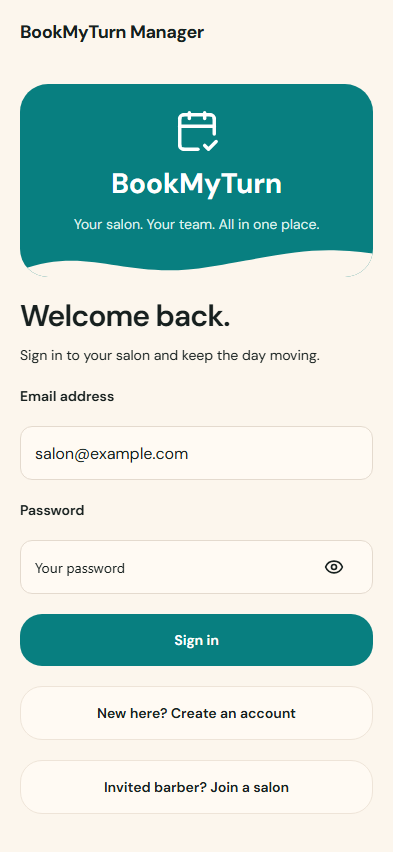 BookMyTurn Manager
BookMyTurn
Your salon. Your team. All in one place.
Welcome back.
Sign in to your salon and keep the day moving.
Email address
salon@example.com
Password
Your password
Sign in
New here? Create an account
Invited barber? Join a salon